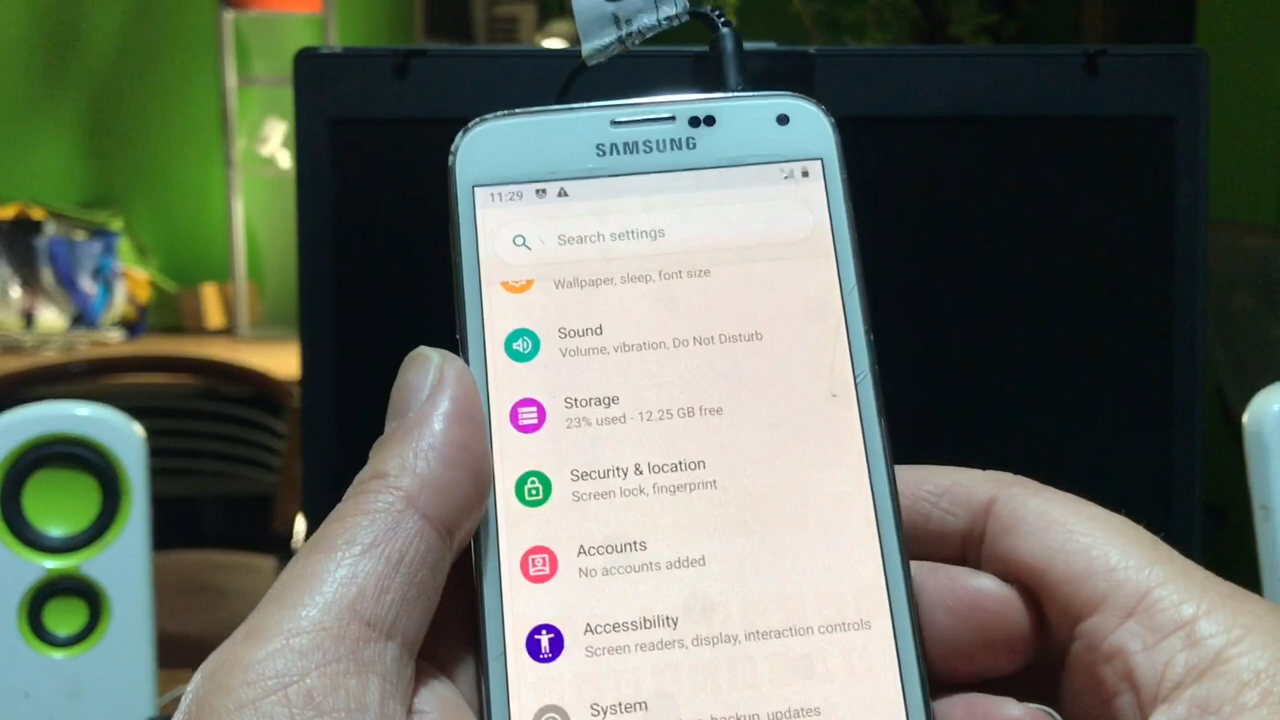 SAMSUNG
11:29
Search settings
Wallpaper, sleep, font size
Sound
Volume, vibration, Do Not Disturb
Storage
23% used - 12.25 GB free
Security & location
Screen lock, fingerprint
Accounts
No accounts added
Accessibility
Screen readers, display, interaction controls
System
backup, updates